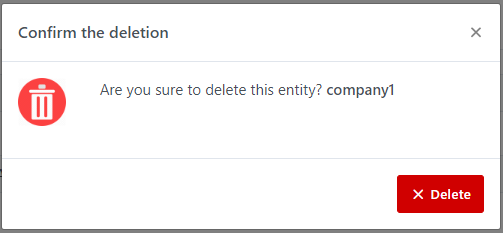 Confirm the deletion
Are you sure to delete this entity? company1
Delete